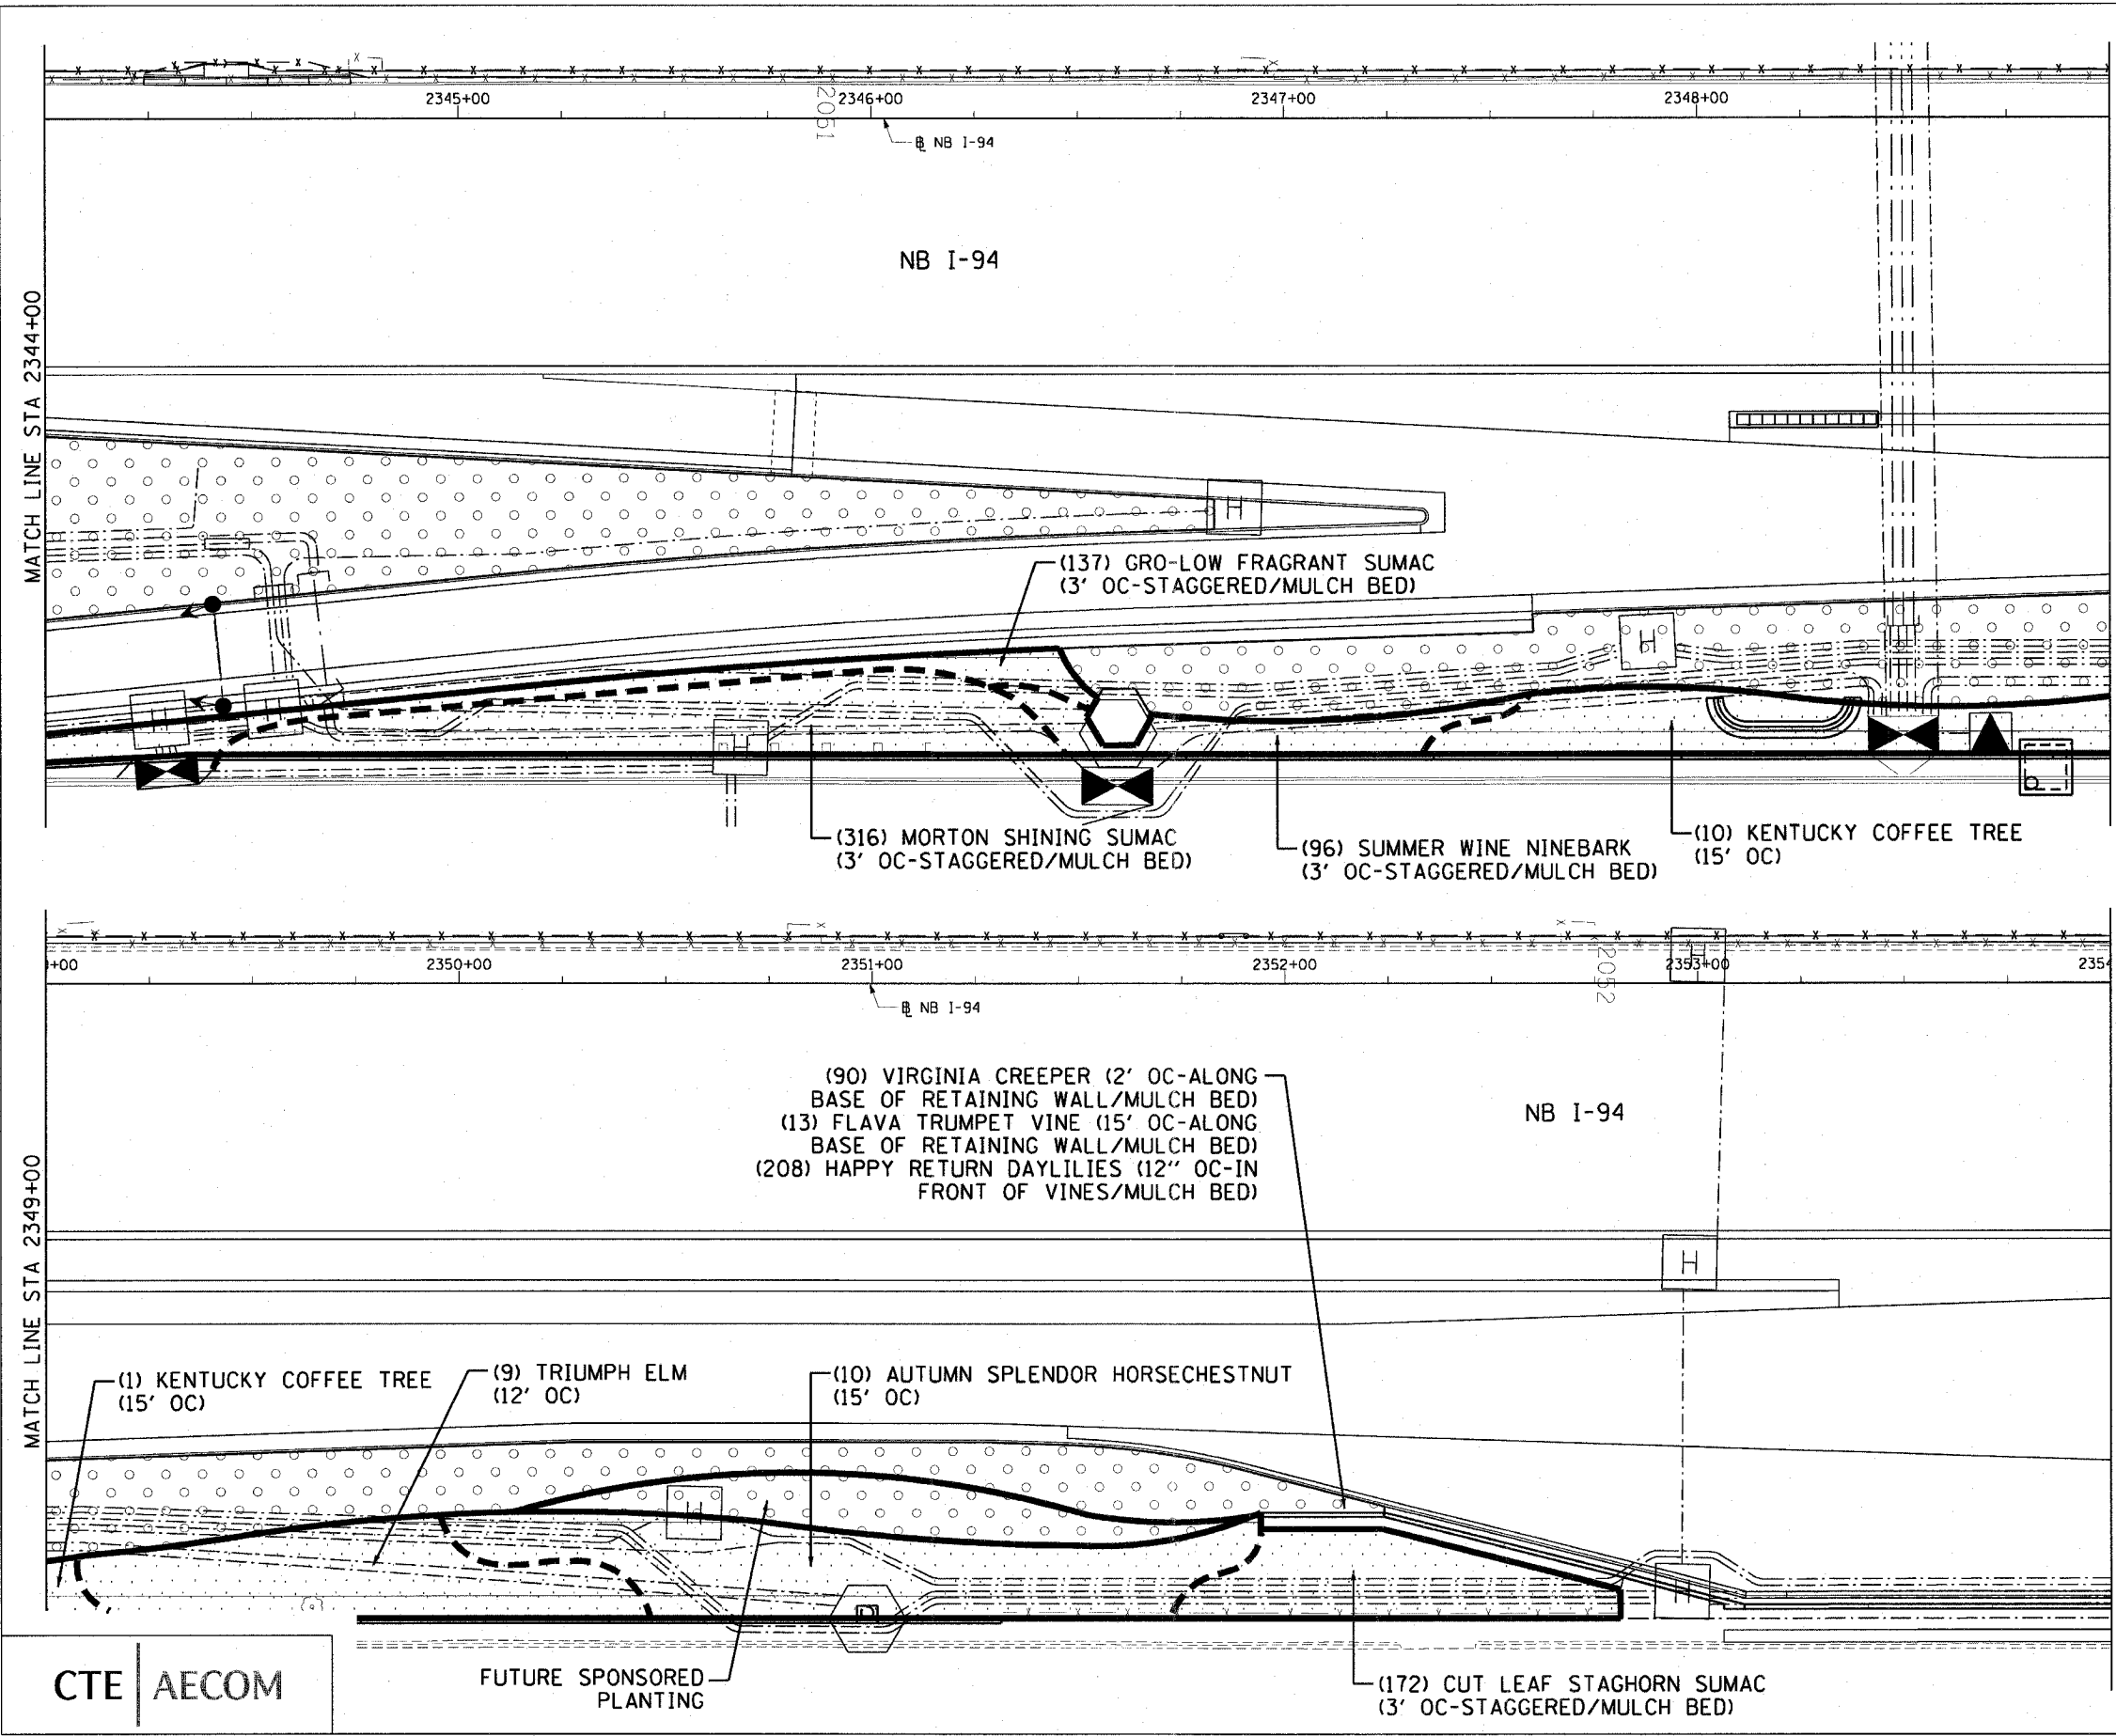 2345+00
2346+00
2347+00
2348+00
2051
℄ NB I-94
NB I-94
MATCH LINE STA 2344+00
H
(137) GRO-LOW FRAGRANT SUMAC
(3' OC-STAGGERED/MULCH BED)
H
H
H
H
(316) MORTON SHINING SUMAC
(3' OC-STAGGERED/MULCH BED)
(96) SUMMER WINE NINEBARK
(3' OC-STAGGERED/MULCH BED)
(10) KENTUCKY COFFEE TREE
(15' OC)
+00
2350+00
2351+00
2352+00
2052
2353+00
2354
H
℄ NB I-94
(90) VIRGINIA CREEPER (2' OC-ALONG
BASE OF RETAINING WALL/MULCH BED)
(13) FLAVA TRUMPET VINE (15' OC-ALONG
BASE OF RETAINING WALL/MULCH BED)
(208) HAPPY RETURN DAYLILIES (12" OC-IN
FRONT OF VINES/MULCH BED)
NB I-94
MATCH LINE STA 2349+00
H
(1) KENTUCKY COFFEE TREE
(15' OC)
(9) TRIUMPH ELM
(12' OC)
(10) AUTUMN SPLENDOR HORSECHESTNUT
(15' OC)
H
H
FUTURE SPONSORED
PLANTING
(172) CUT LEAF STAGHORN SUMAC
(3' OC-STAGGERED/MULCH BED)
CTE | AECOM